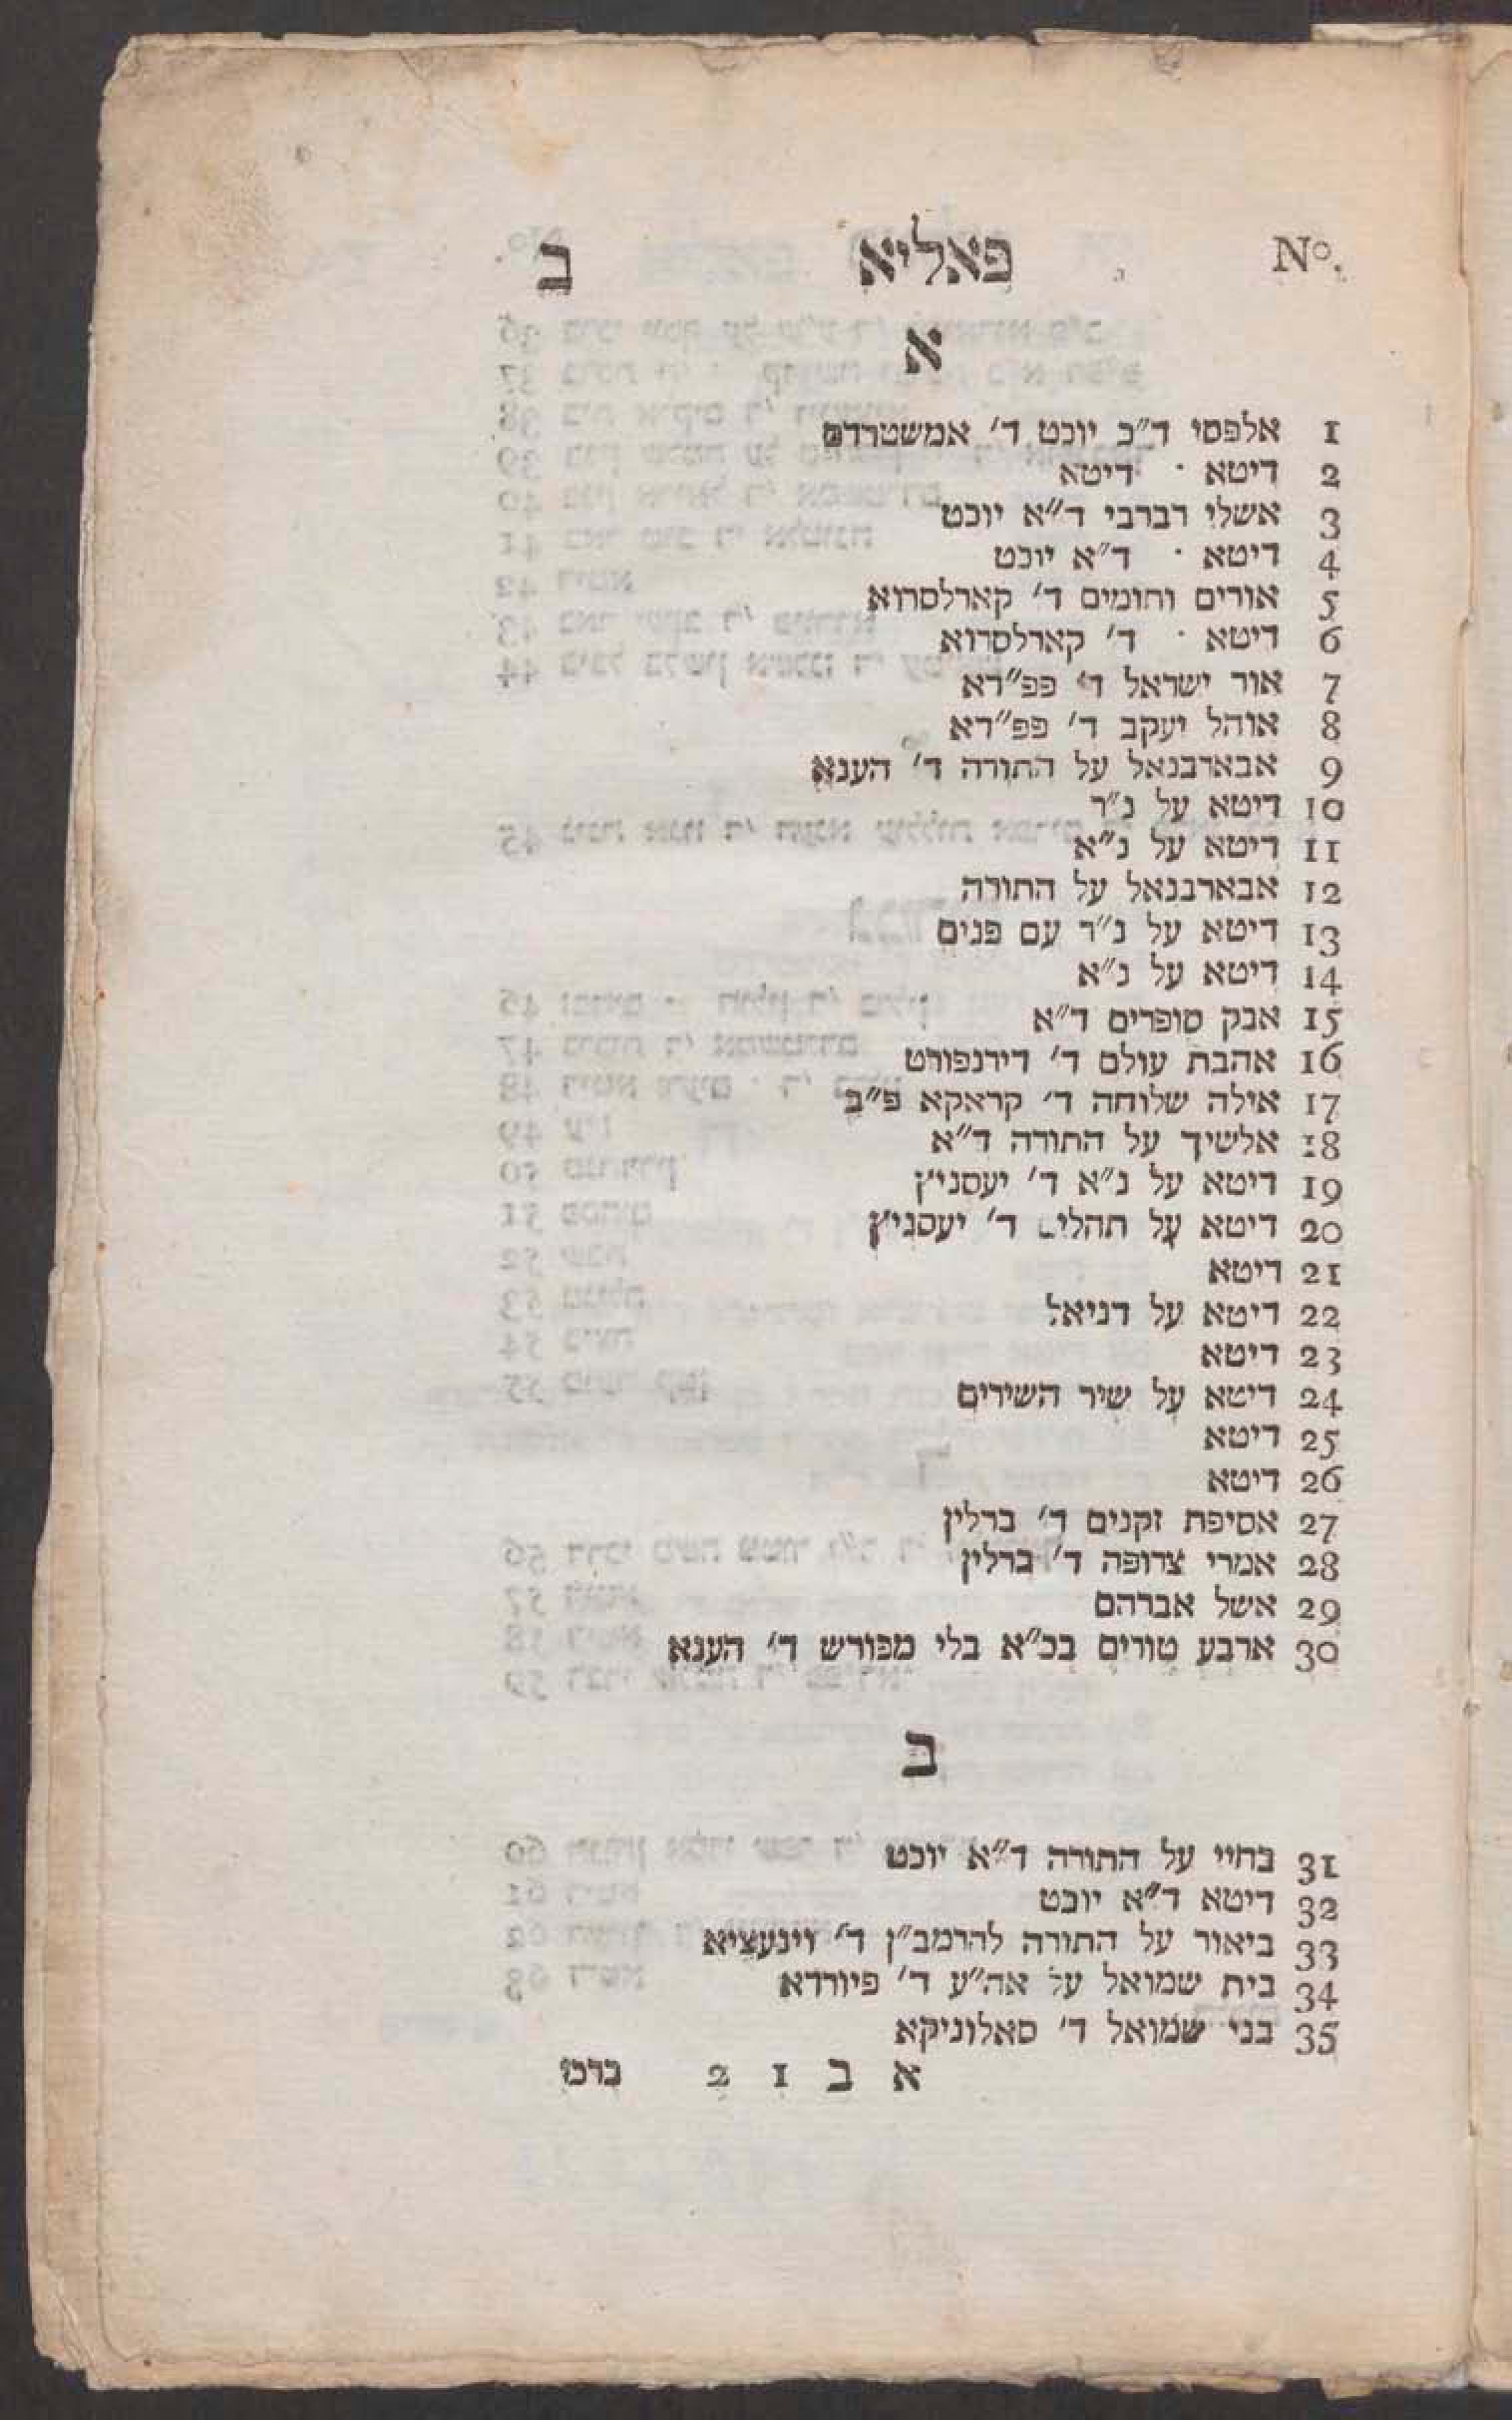 No. פאליא ב
א
1 אלפסי ד״כ יוכט ד׳ אמשטרדם
2 דיטא · דיטא
3 אשלי רברבי ד״א יוכט
4 דיטא · ד״א יוכט
5 אורים ותומים ד׳ קארלסרוא
6 דיטא · ד׳ קארלסרוא
7 אור ישראל ד׳ פפ״דא
8 אוהל יעקב ד׳ פפ״דא
9 אבארבנאל על התורה ד׳ הענא
10 דיטא על נ״ר
11 דיטא על נ״א
12 אבארבנאל על התורה
13 דיטא על נ״ר עם פנים
14 דיטא על נ״א
15 אבק סופרים ד״א
16 אהבת עולם ד׳ דירנפורט
17 אילה שלוחה ד׳ קראקא פ״ב
18 אלשיך על התורה ד״א
19 דיטא על נ״א ד׳ יעסניץ
20 דיטא על תהלים ד׳ יעסניץ
21 דיטא
22 דיטא על דניאל
23 דיטא
24 דיטא על שיר השירים
25 דיטא
26 דיטא
27 אסיפת זקנים ד׳ ברלין
28 אמרי צרופה ד׳ ברלין
29 אשל אברהם
30 ארבע טורים בכ״א בלי מפורש ד׳ הענא
ב
31 בחיי על התורה ד״א יוכט
32 דיטא ד״א יוכט
33 ביאור על התורה להרמב״ן ד׳ וינעציא
34 בית שמואל על אה״ע ד׳ פיורדא
35 בני שמואל ד׳ סאלוניקא
א ב 1 2 ברכי